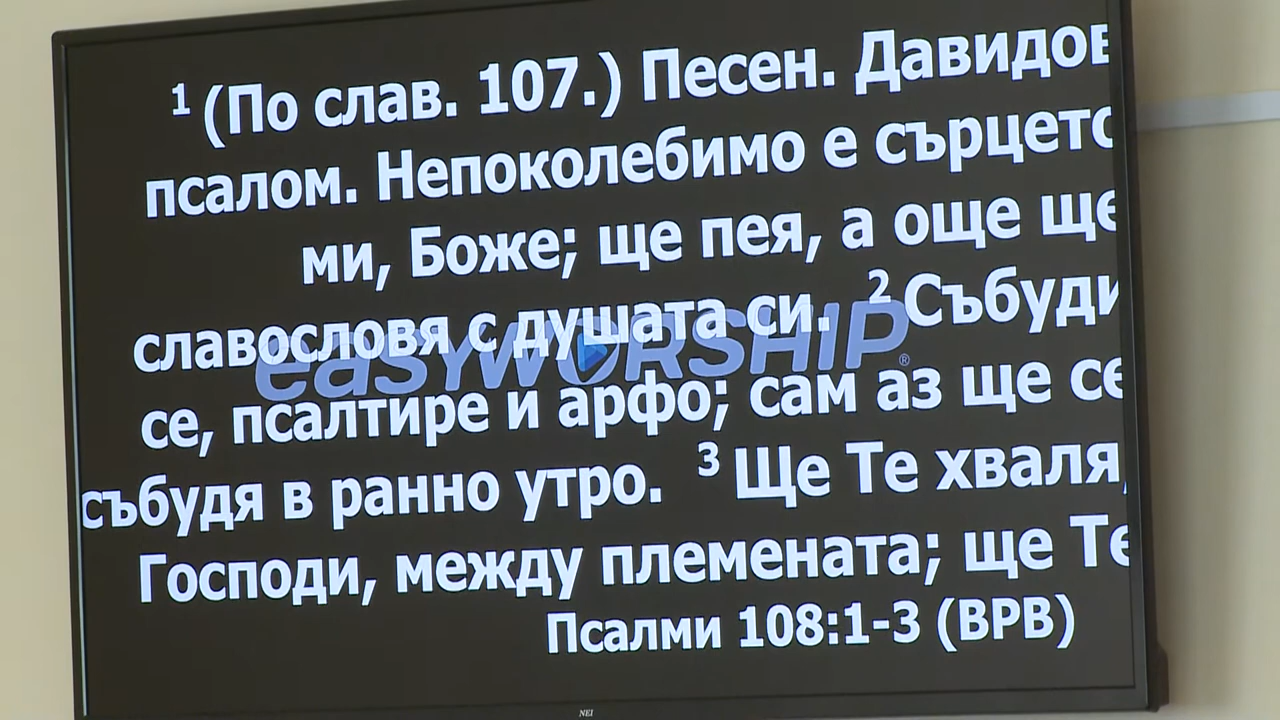 1 (По слав. 107.) Песен. Давидов
псалом. Непоколебимо е сърцето
ми, Боже; ще пея, а още ще
славословя с душата си. 2 Събуди
се, псалтире и арфо; сам аз ще се
събудя в ранно утро. 3 Ще Те хваля,
Господи, между племената; ще Те
Псалми 108:1-3 (ВРВ)
easyWORSHIP®
NEI